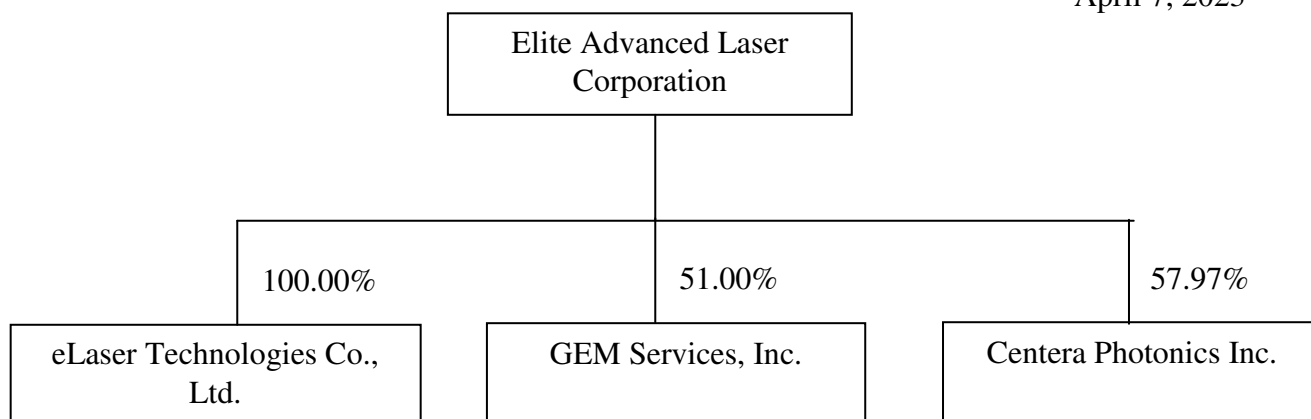 April 7, 2023
Elite Advanced Laser
Corporation
100.00%
51.00%
57.97%
eLaser Technologies Co.,
Ltd.
GEM Services, Inc.
Centera Photonics Inc.